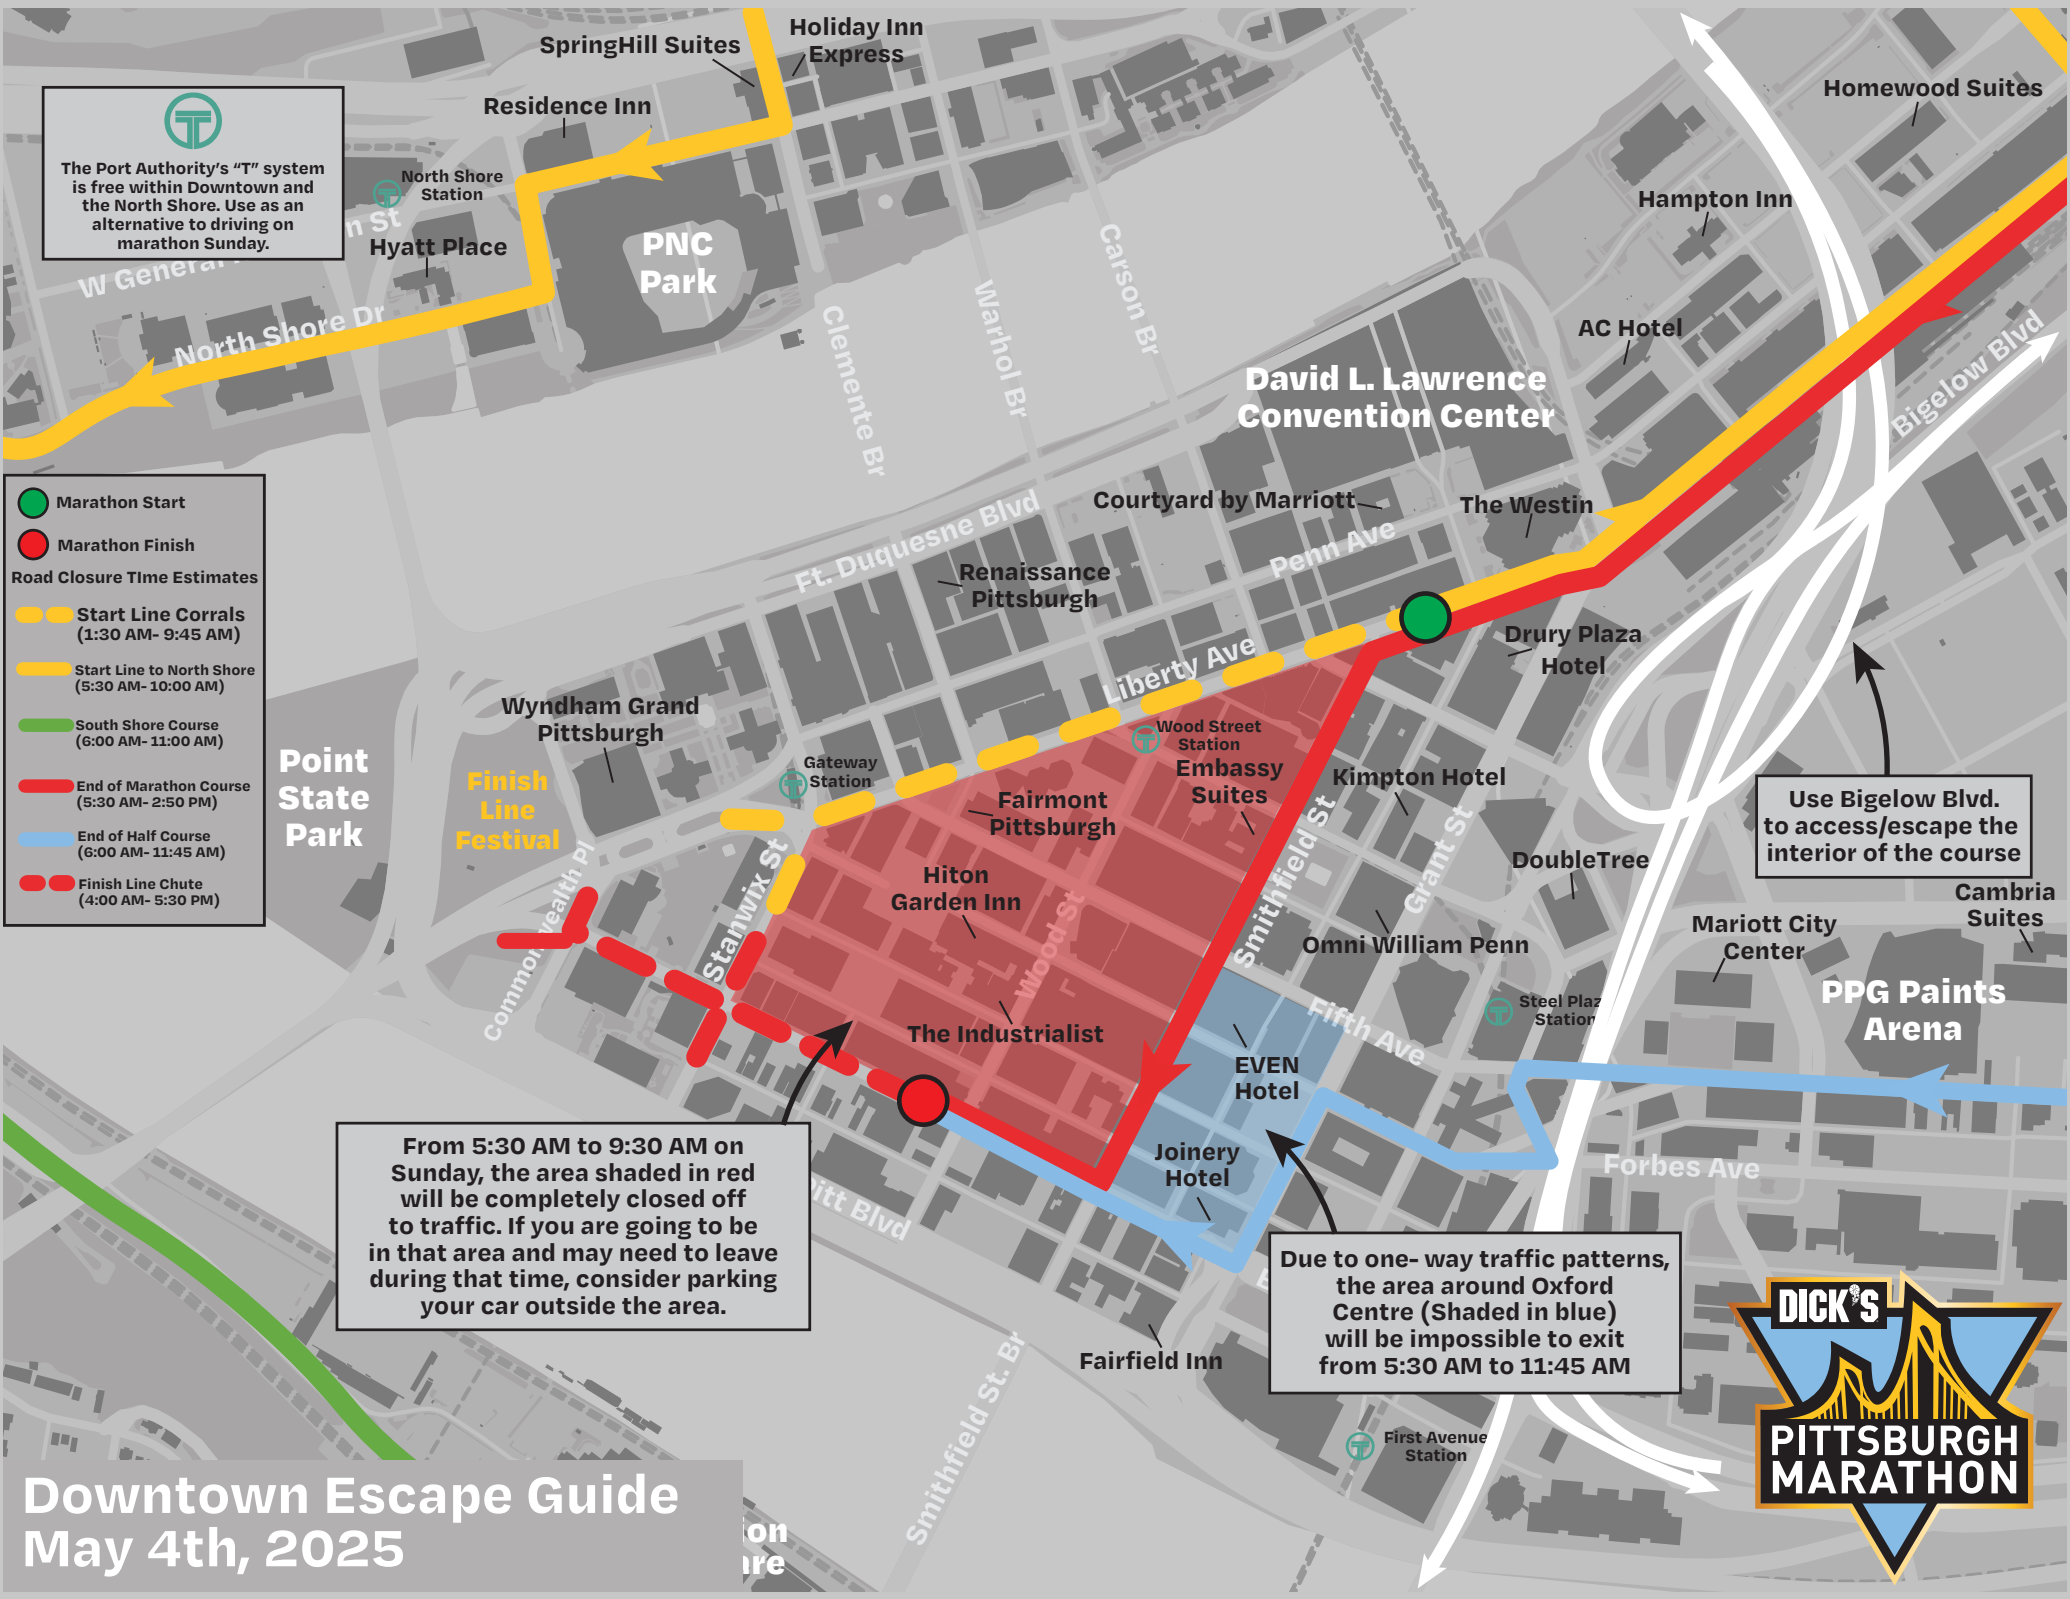 SpringHill Suites
Holiday Inn
Express
Residence Inn
Homewood Suites
The Port Authority's “T” system
is free within Downtown and
the North Shore. Use as an
alternative to driving on
marathon Sunday.
North Shore
Station
n St
W General
Hyatt Place
North Shore Dr
PNC
Park
Hampton Inn
Carson Br
Warhol Br
Clemente Br
AC Hotel
Bigelow Blvd
David L. Lawrence
Convention Center
Courtyard by Marriott
The Westin
Penn Ave
Ft. Duquesne Blvd
Renaissance
Pittsburgh
Marathon Start
Marathon Finish
Road Closure TIme Estimates
Start Line Corrals
(1:30 AM- 9:45 AM)
Start Line to North Shore
(5:30 AM- 10:00 AM)
South Shore Course
(6:00 AM- 11:00 AM)
End of Marathon Course
(5:30 AM- 2:50 PM)
End of Half Course
(6:00 AM- 11:45 AM)
Finish Line Chute
(4:00 AM- 5:30 PM)
Drury Plaza
Hotel
Liberty Ave
Wyndham Grand
Pittsburgh
Wood Street
Station
Gateway
Station
Embassy
Suites
Kimpton Hotel
Point
State
Park
Finish
Line
Festival
Fairmont
Pittsburgh
Use Bigelow Blvd.
to access/escape the
interior of the course
Smithfield St
Grant St
DoubleTree
Commonwealth Pl
Stanwix St
Hiton
Garden Inn
Wood St
Omni William Penn
Mariott City
Center
Cambria
Suites
PPG Paints
Arena
Steel Plaz
Station
Fifth Ave
The Industrialist
EVEN
Hotel
Joinery
Hotel
Forbes Ave
From 5:30 AM to 9:30 AM on
Sunday, the area shaded in red
will be completely closed off
to traffic. If you are going to be
in that area and may need to leave
during that time, consider parking
your car outside the area.
Pitt Blvd
Due to one- way traffic patterns,
the area around Oxford
Centre (Shaded in blue)
will be impossible to exit
from 5:30 AM to 11:45 AM
Fairfield Inn
Smithfield St. Br
First Avenue
Station
DICK'S
PITTSBURGH
MARATHON
Downtown Escape Guide
May 4th, 2025
ion
are